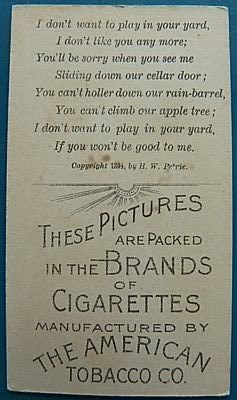 I don't want to play in your yard,
I don't like you any more;
You'll be sorry when you see me
Sliding down our cellar door;
You can't holler down our rain-barrel,
You can't climb our apple tree;
I don't want to play in your yard,
If you won't be good to me.
Copyright 1894, by H. W. Petrie.
THESE PICTURES
ARE PACKED
IN THE BRANDS
OF
CIGARETTES
MANUFACTURED BY
THE AMERICAN
TOBACCO CO.